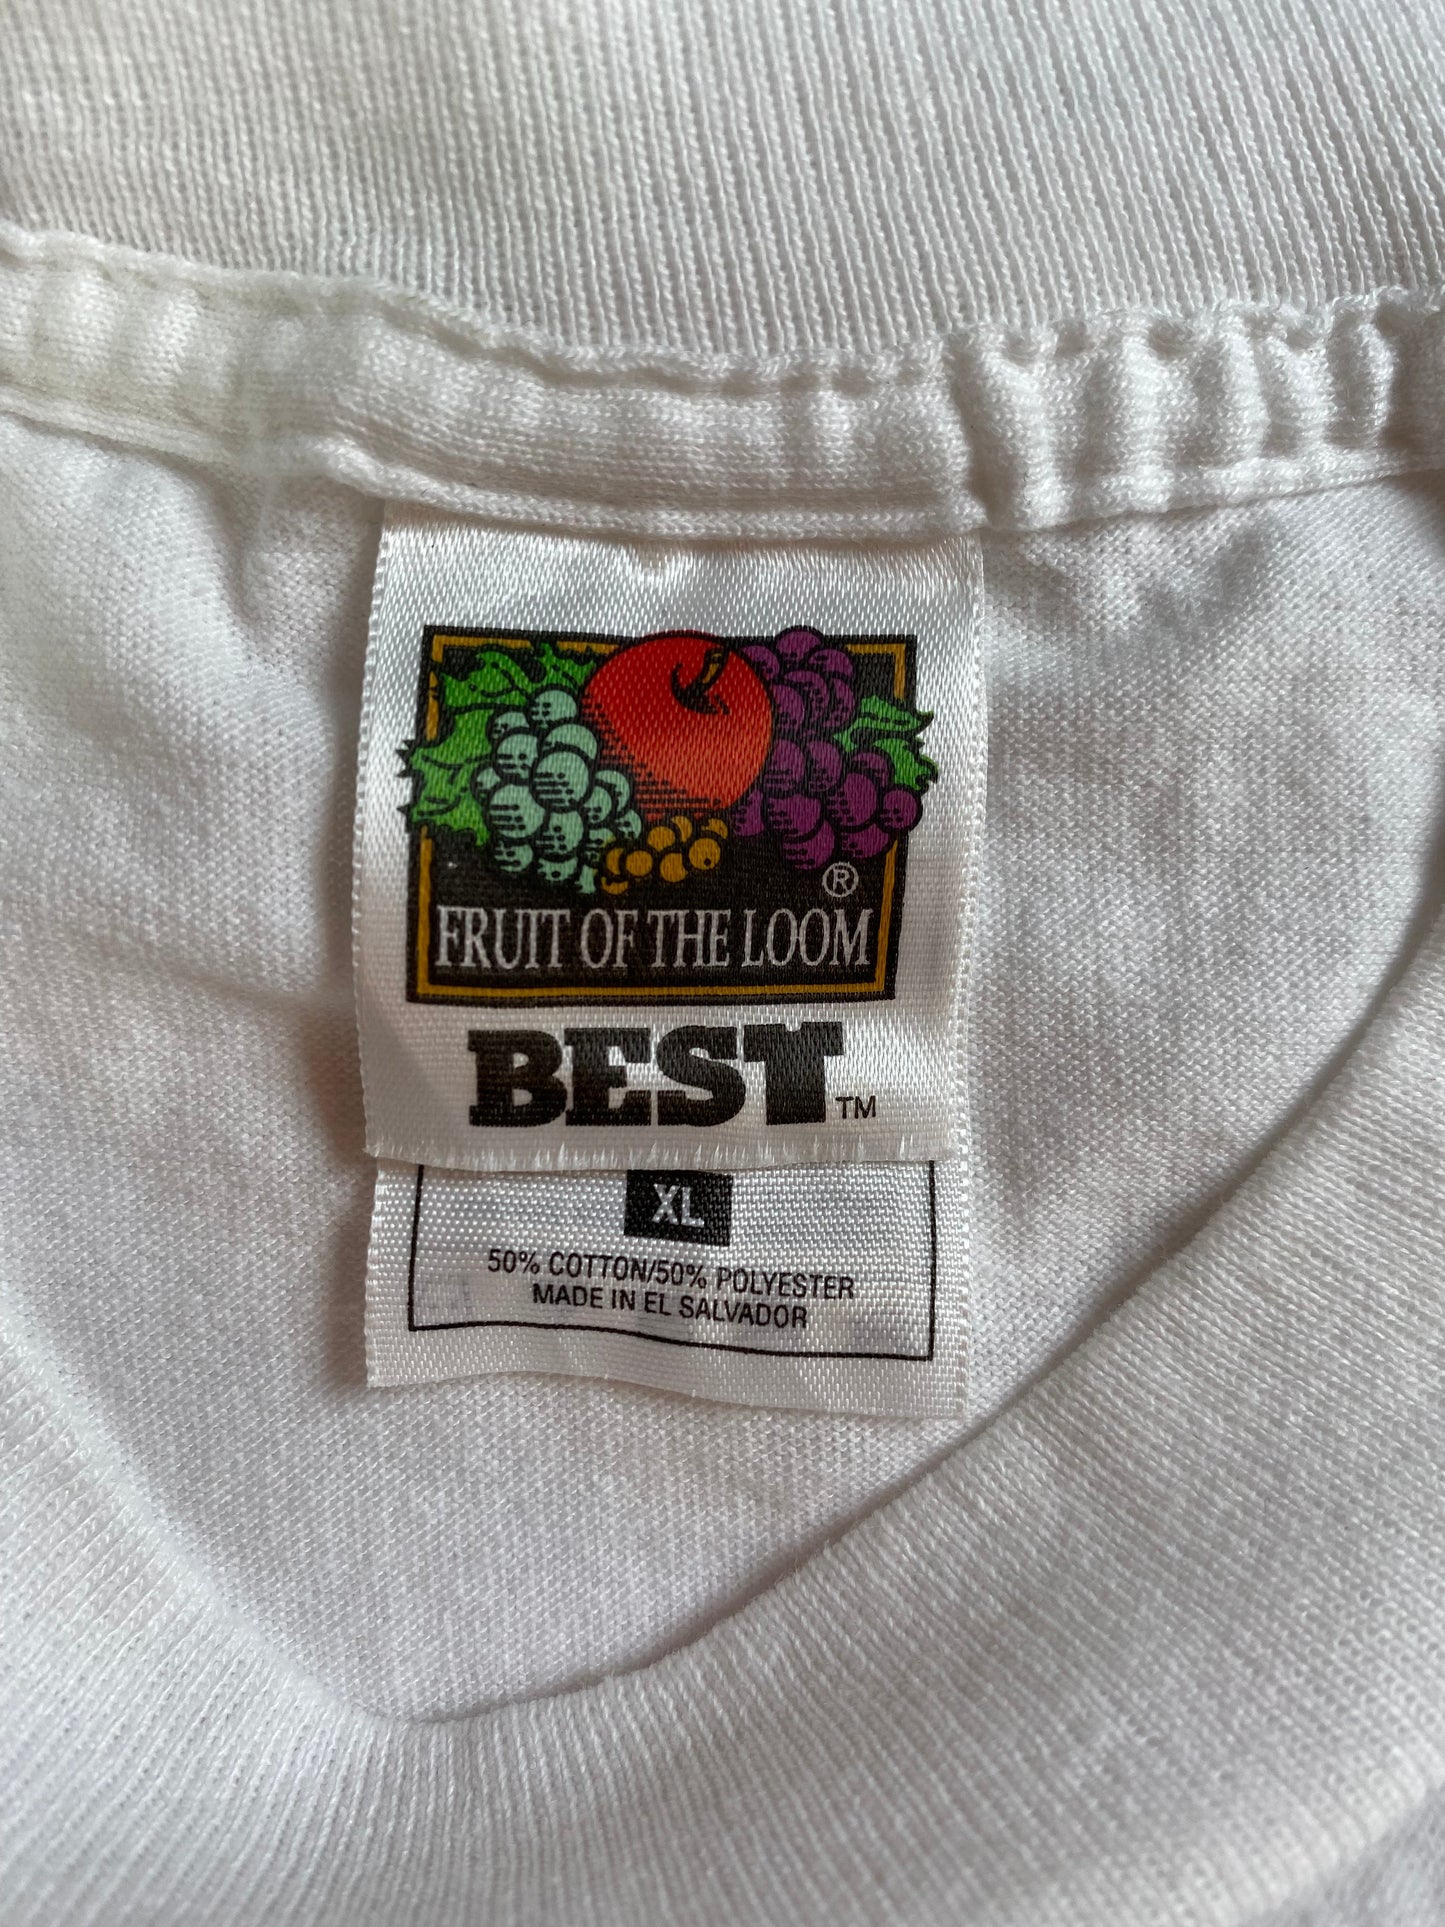 ®
FRUIT OF THE LOOM
BEST™
XL
50% COTTON/50% POLYESTER
MADE IN EL SALVADOR